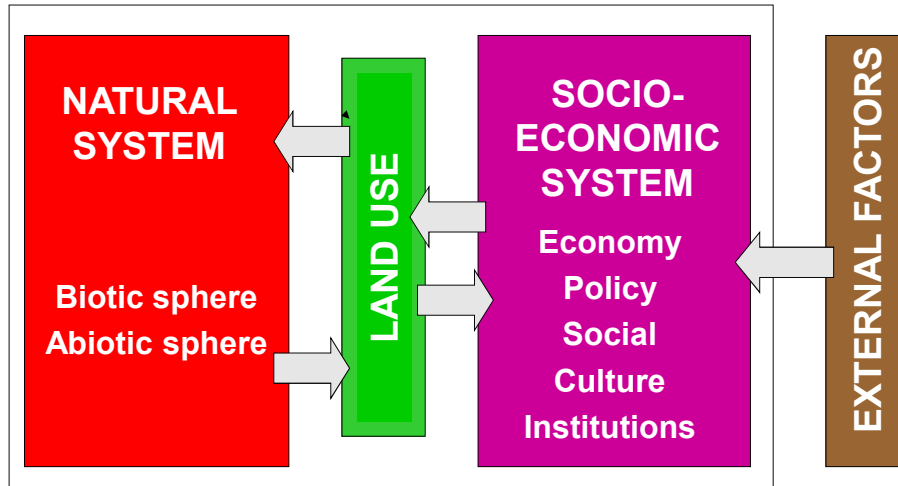 NATURAL
SYSTEM
Biotic sphere
Abiotic sphere
LAND USE
SOCIO-
ECONOMIC
SYSTEM
Economy
Policy
Social
Culture
Institutions
EXTERNAL FACTORS